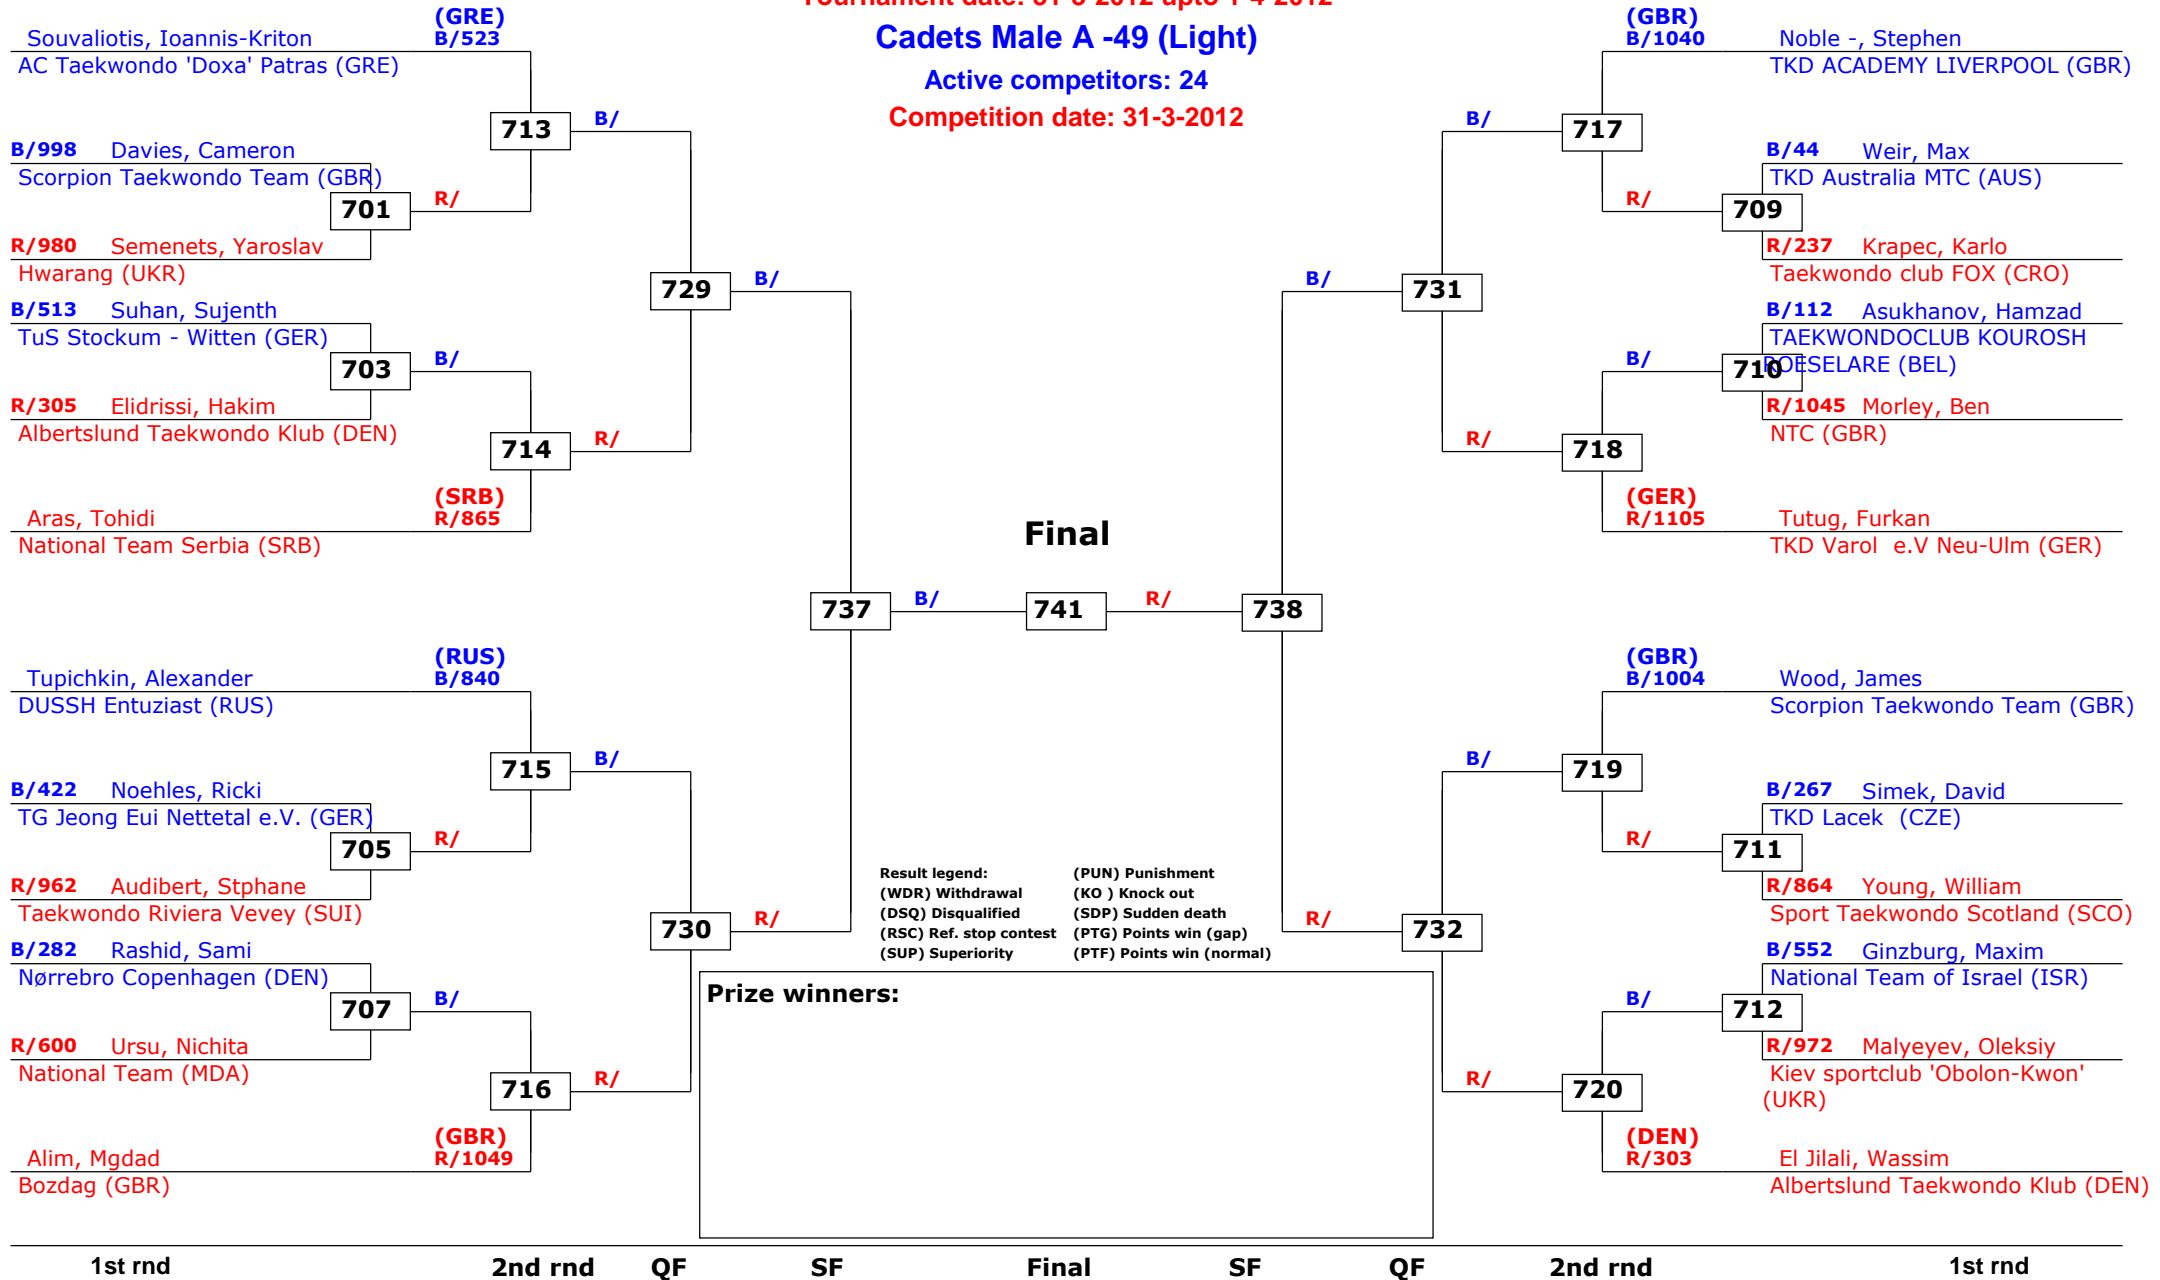 Tournament date: 31-3-2012 upto 1-4-2012
Cadets Male A -49 (Light)
Active competitors: 24
Competition date: 31-3-2012
(GRE)
Souvaliotis, Ioannis-Kriton B/523
AC Taekwondo 'Doxa' Patras (GRE)
713 B/
B/998 Davies, Cameron
Scorpion Taekwondo Team (GBR)
701 R/
R/980 Semenets, Yaroslav
Hwarang (UKR)
729 B/
B/513 Suhan, Sujenth
TuS Stockum - Witten (GER)
703 B/
R/305 Elidrissi, Hakim
Albertslund Taekwondo Klub (DEN)
714 R/
(SRB)
Aras, Tohidi R/865
National Team Serbia (SRB)
737 B/
(RUS)
Tupichkin, Alexander B/840
DUSSH Entuziast (RUS)
715 B/
B/422 Noehles, Ricki
TG Jeong Eui Nettetal e.V. (GER)
705 R/
R/962 Audibert, Stphane
Taekwondo Riviera Vevey (SUI)
730 R/
B/282 Rashid, Sami
Nørrebro Copenhagen (DEN)
707 B/
R/600 Ursu, Nichita
National Team (MDA)
716 R/
(GBR)
Alim, Mgdad R/1049
Bozdag (GBR)
Final
741
(GBR)
B/1040 Noble -, Stephen
TKD ACADEMY LIVERPOOL (GBR)
B/ 717
B/44 Weir, Max
TKD Australia MTC (AUS)
R/ 709
R/237 Krapec, Karlo
Taekwondo club FOX (CRO)
B/ 731
B/112 Asukhanov, Hamzad
TAEKWONDOCLUB KOUROSH
ROESELARE (BEL)
B/ 710
R/1045 Morley, Ben
NTC (GBR)
R/ 718
(GER)
R/1105 Tutug, Furkan
TKD Varol  e.V Neu-Ulm (GER)
R/ 738
(GBR)
B/1004 Wood, James
Scorpion Taekwondo Team (GBR)
B/ 719
B/267 Simek, David
TKD Lacek  (CZE)
R/ 711
R/864 Young, William
Sport Taekwondo Scotland (SCO)
R/ 732
B/552 Ginzburg, Maxim
National Team of Israel (ISR)
B/ 712
R/972 Malyeyev, Oleksiy
Kiev sportclub 'Obolon-Kwon'
(UKR)
R/ 720
(DEN)
R/303 El Jilali, Wassim
Albertslund Taekwondo Klub (DEN)
Result legend: (PUN) Punishment
(WDR) Withdrawal (KO ) Knock out
(DSQ) Disqualified (SDP) Sudden death
(RSC) Ref. stop contest (PTG) Points win (gap)
(SUP) Superiority (PTF) Points win (normal)
Prize winners:
1st rnd 2nd rnd QF SF Final SF QF 2nd rnd 1st rnd